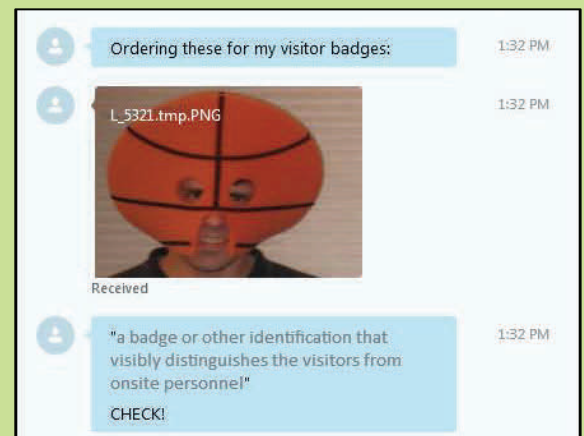 Ordering these for my visitor badges:
1:32 PM
L_5321.tmp.PNG
1:32 PM
Received
"a badge or other identification that
visibly distinguishes the visitors from
onsite personnel"
CHECK!
1:32 PM